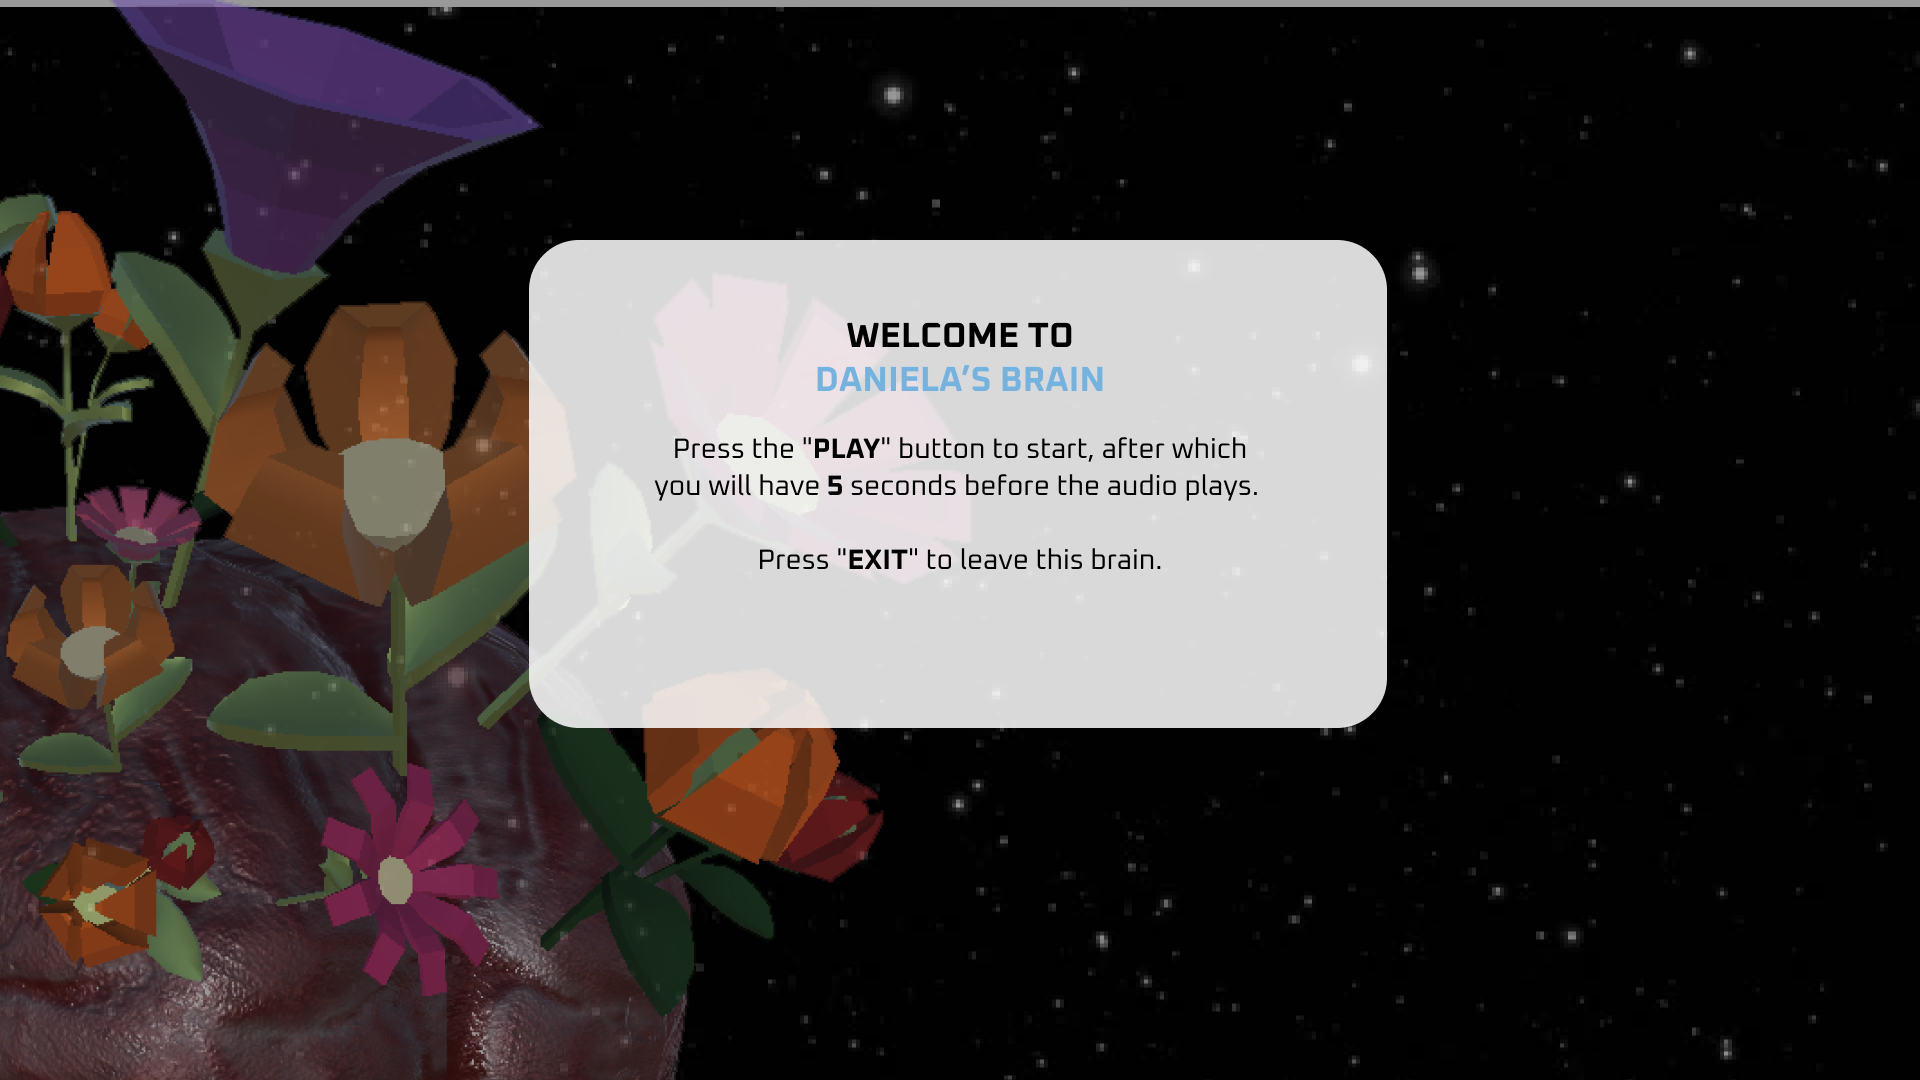 WELCOME TO
DANIELA’S BRAIN
Press the "PLAY" button to start, after which
you will have 5 seconds before the audio plays.
Press "EXIT" to leave this brain.